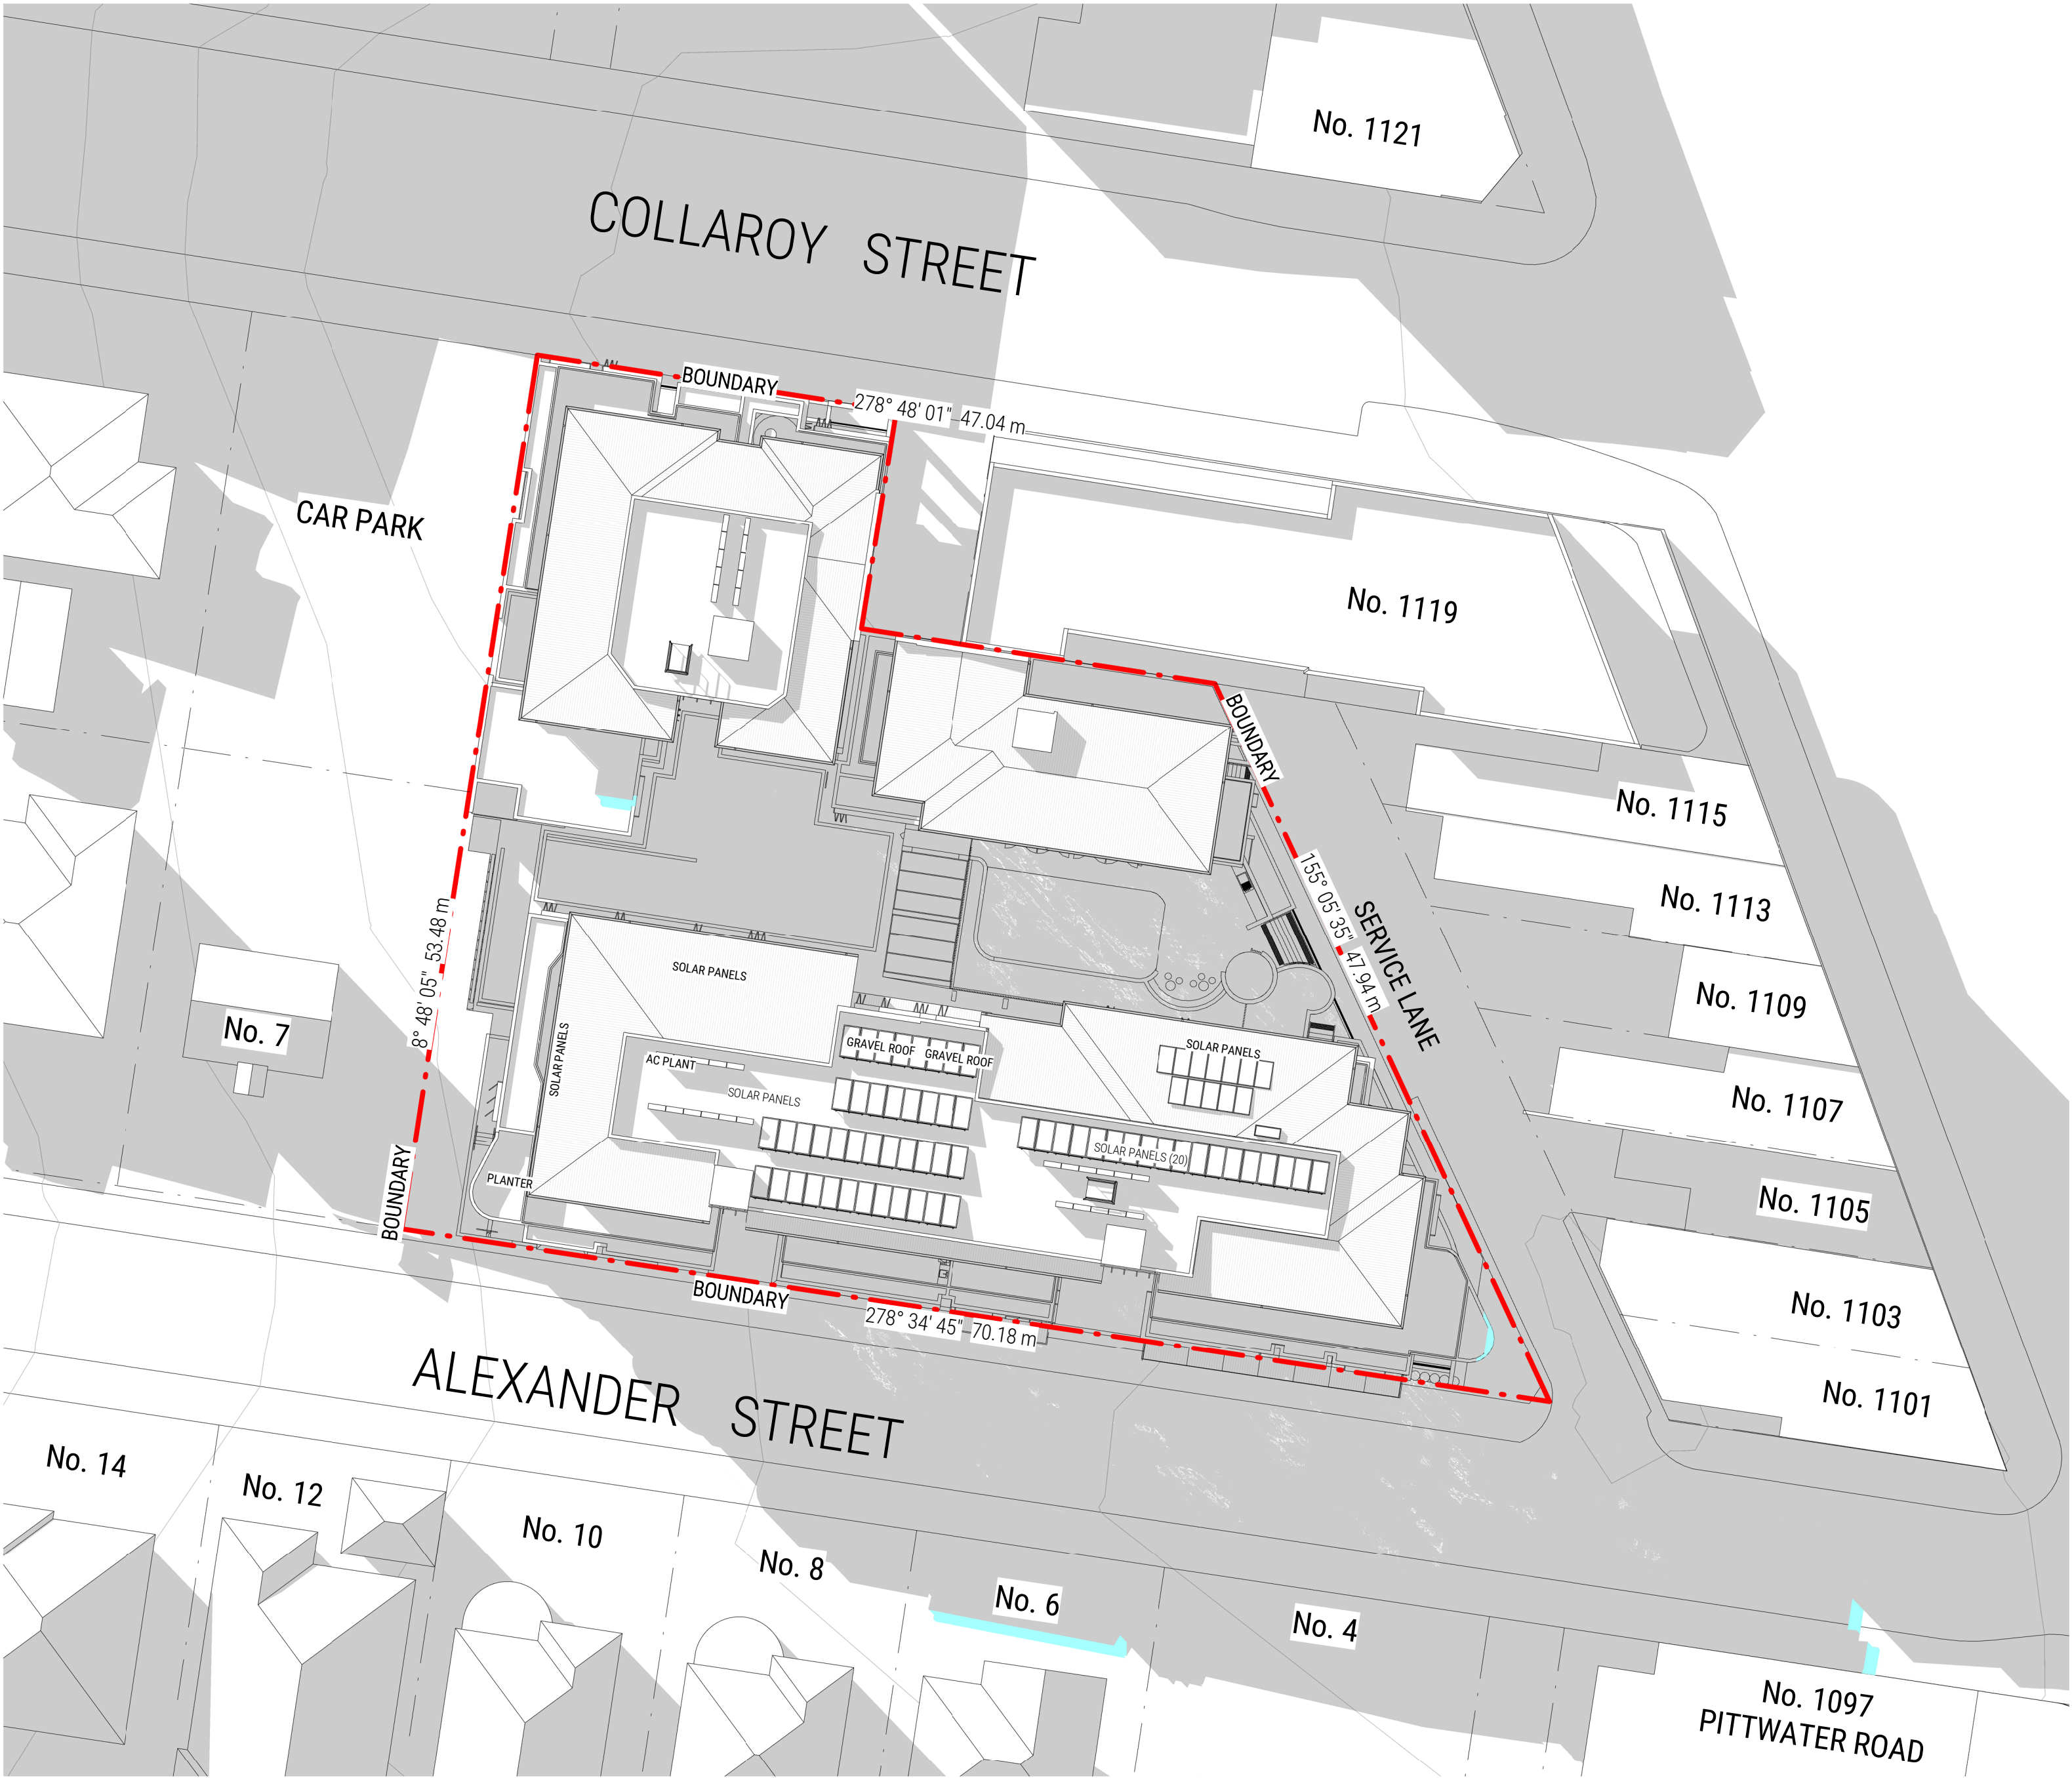 No. 1121
COLLAROY STREET
BOUNDARY
278° 48' 01" 47.04 m
CAR PARK
No. 1119
BOUNDARY
No. 1115
155° 05' 35" 47.94 m
SERVICE LANE
No. 1113
8° 48' 05" 53.48 m
SOLAR PANELS
No. 1109
No. 7
SOLAR PANELS
AC PLANT
GRAVEL ROOF
GRAVEL ROOF
SOLAR PANELS
SOLAR PANELS
No. 1107
SOLAR PANELS (20)
BOUNDARY
PLANTER
No. 1105
BOUNDARY
278° 34' 45" 70.18 m
No. 1103
ALEXANDER STREET
No. 1101
No. 14
No. 12
No. 10
No. 8
No. 6
No. 4
No. 1097
PITTWATER ROAD